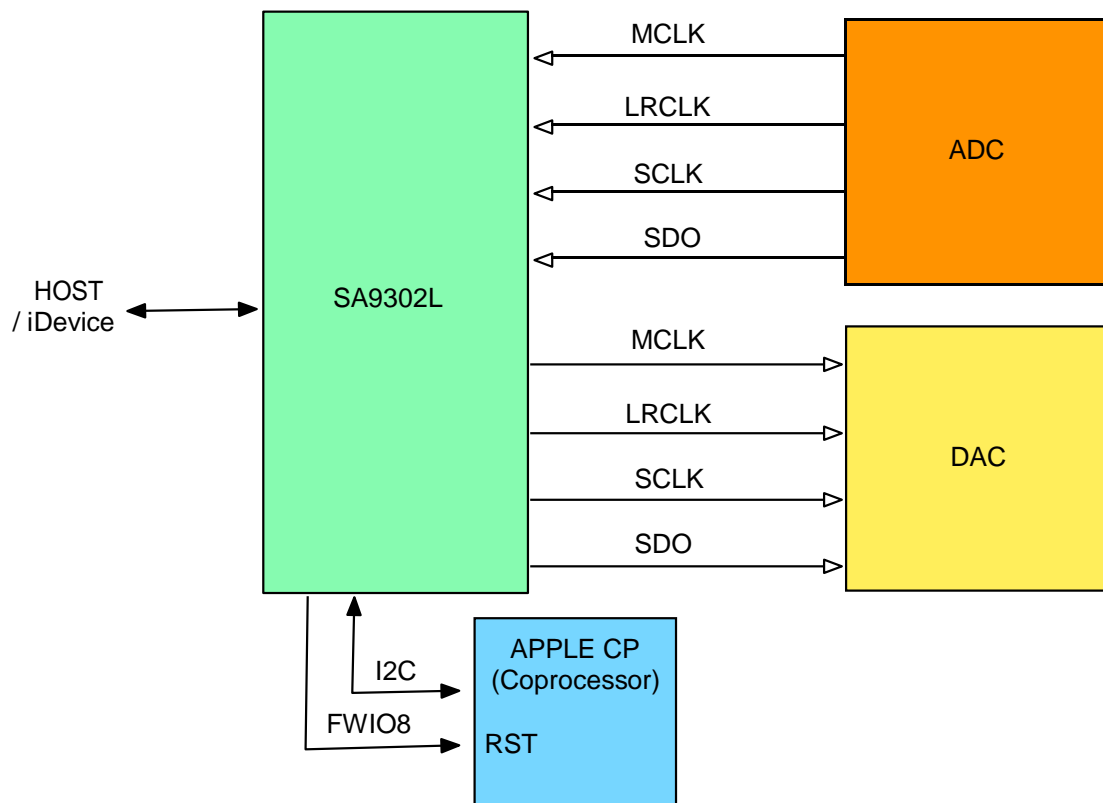 MCLK
LRCLK
SCLK
SDO
ADC
HOST
/ iDevice
SA9302L
MCLK
LRCLK
SCLK
SDO
DAC
APPLE CP
(Coprocessor)
I2C
FWIO8
RST